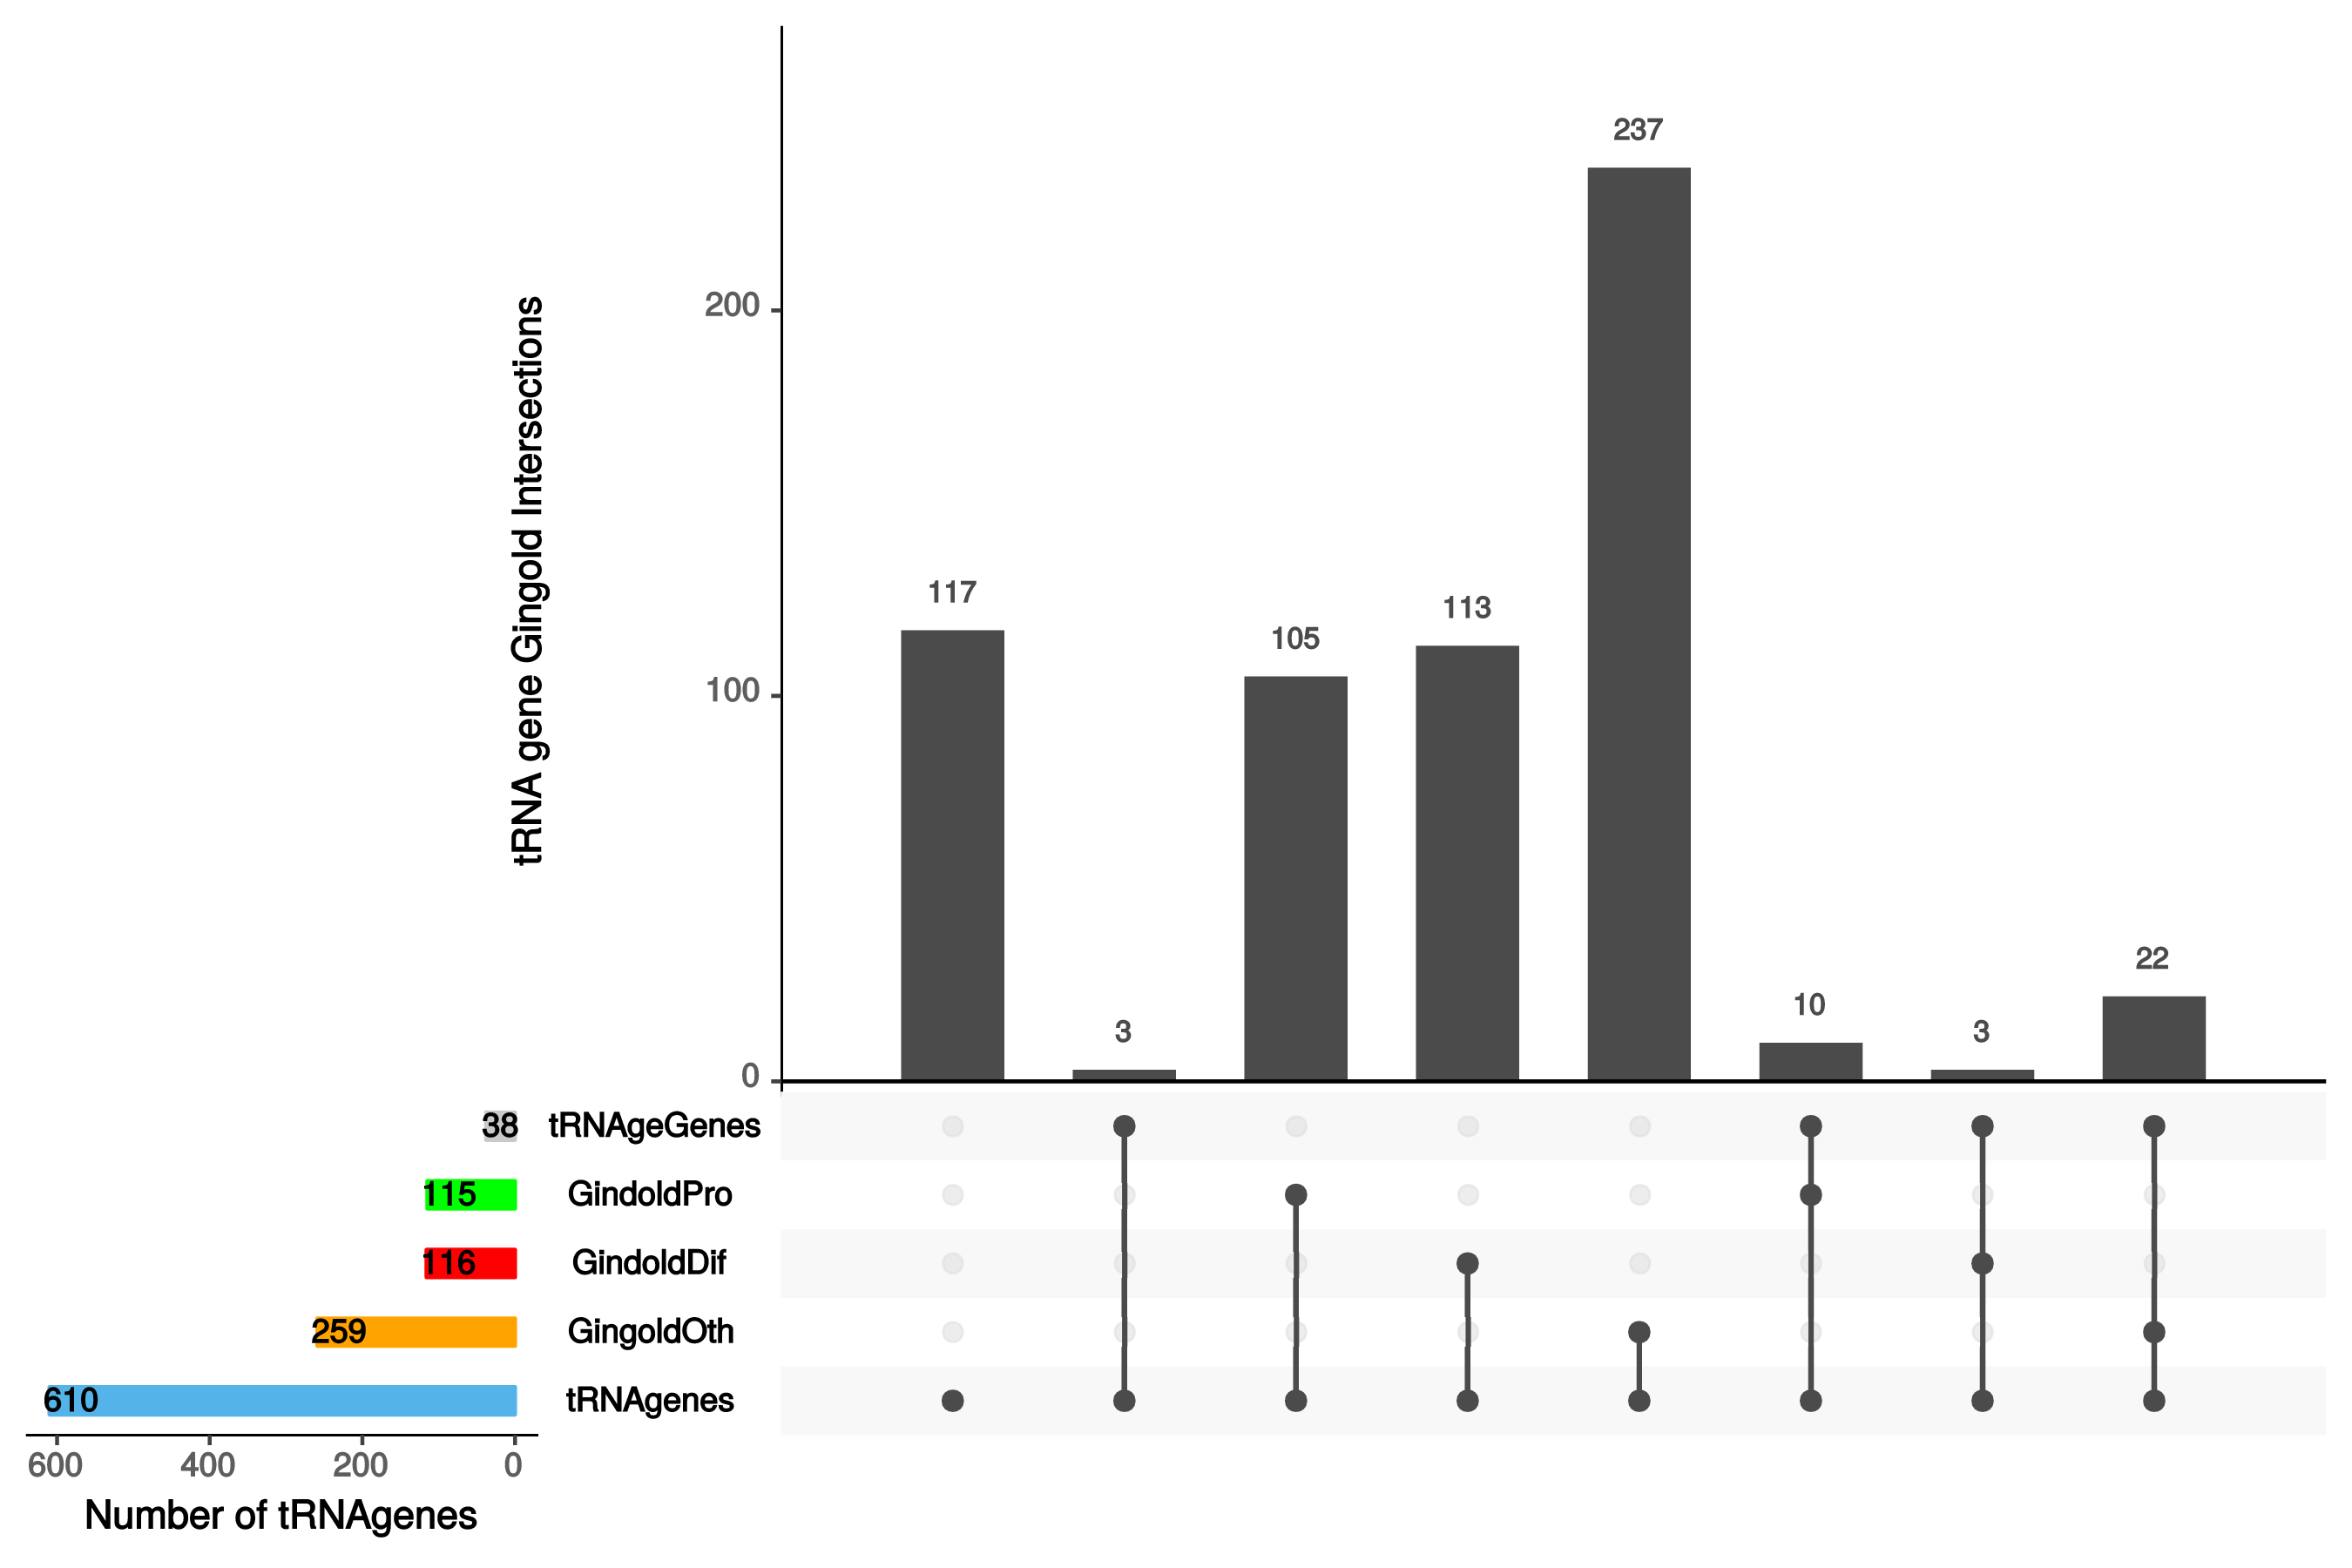 tRNA gene Gingold Intersections
237
200
117
113
105
100
22
10
3
3
0
38 tRNAgeGenes
115 GindoldPro
116 GindoldDif
259 GingoldOth
610 tRNAgenes
600 400 200 0
Number of tRNAgenes